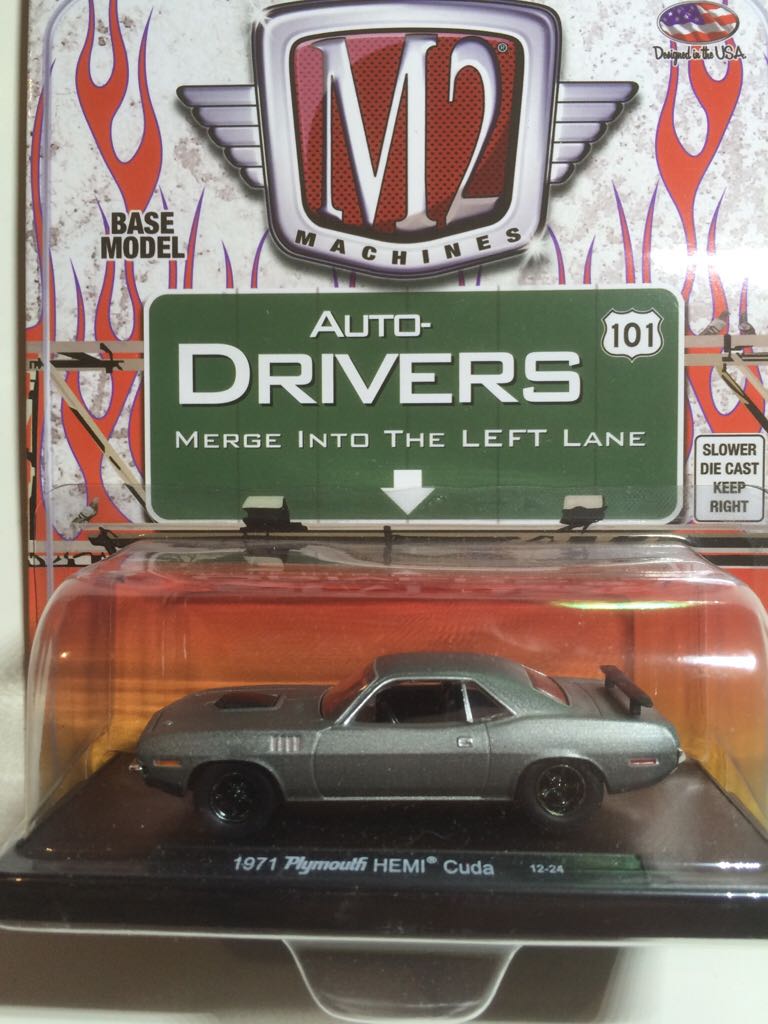 Designed in the USA
M2®
MACHINES
BASE
MODEL
AUTO-
DRIVERS
101
MERGE INTO THE LEFT LANE
SLOWER
DIE CAST
KEEP
RIGHT
1971 Plymouth HEMI® Cuda 12-24